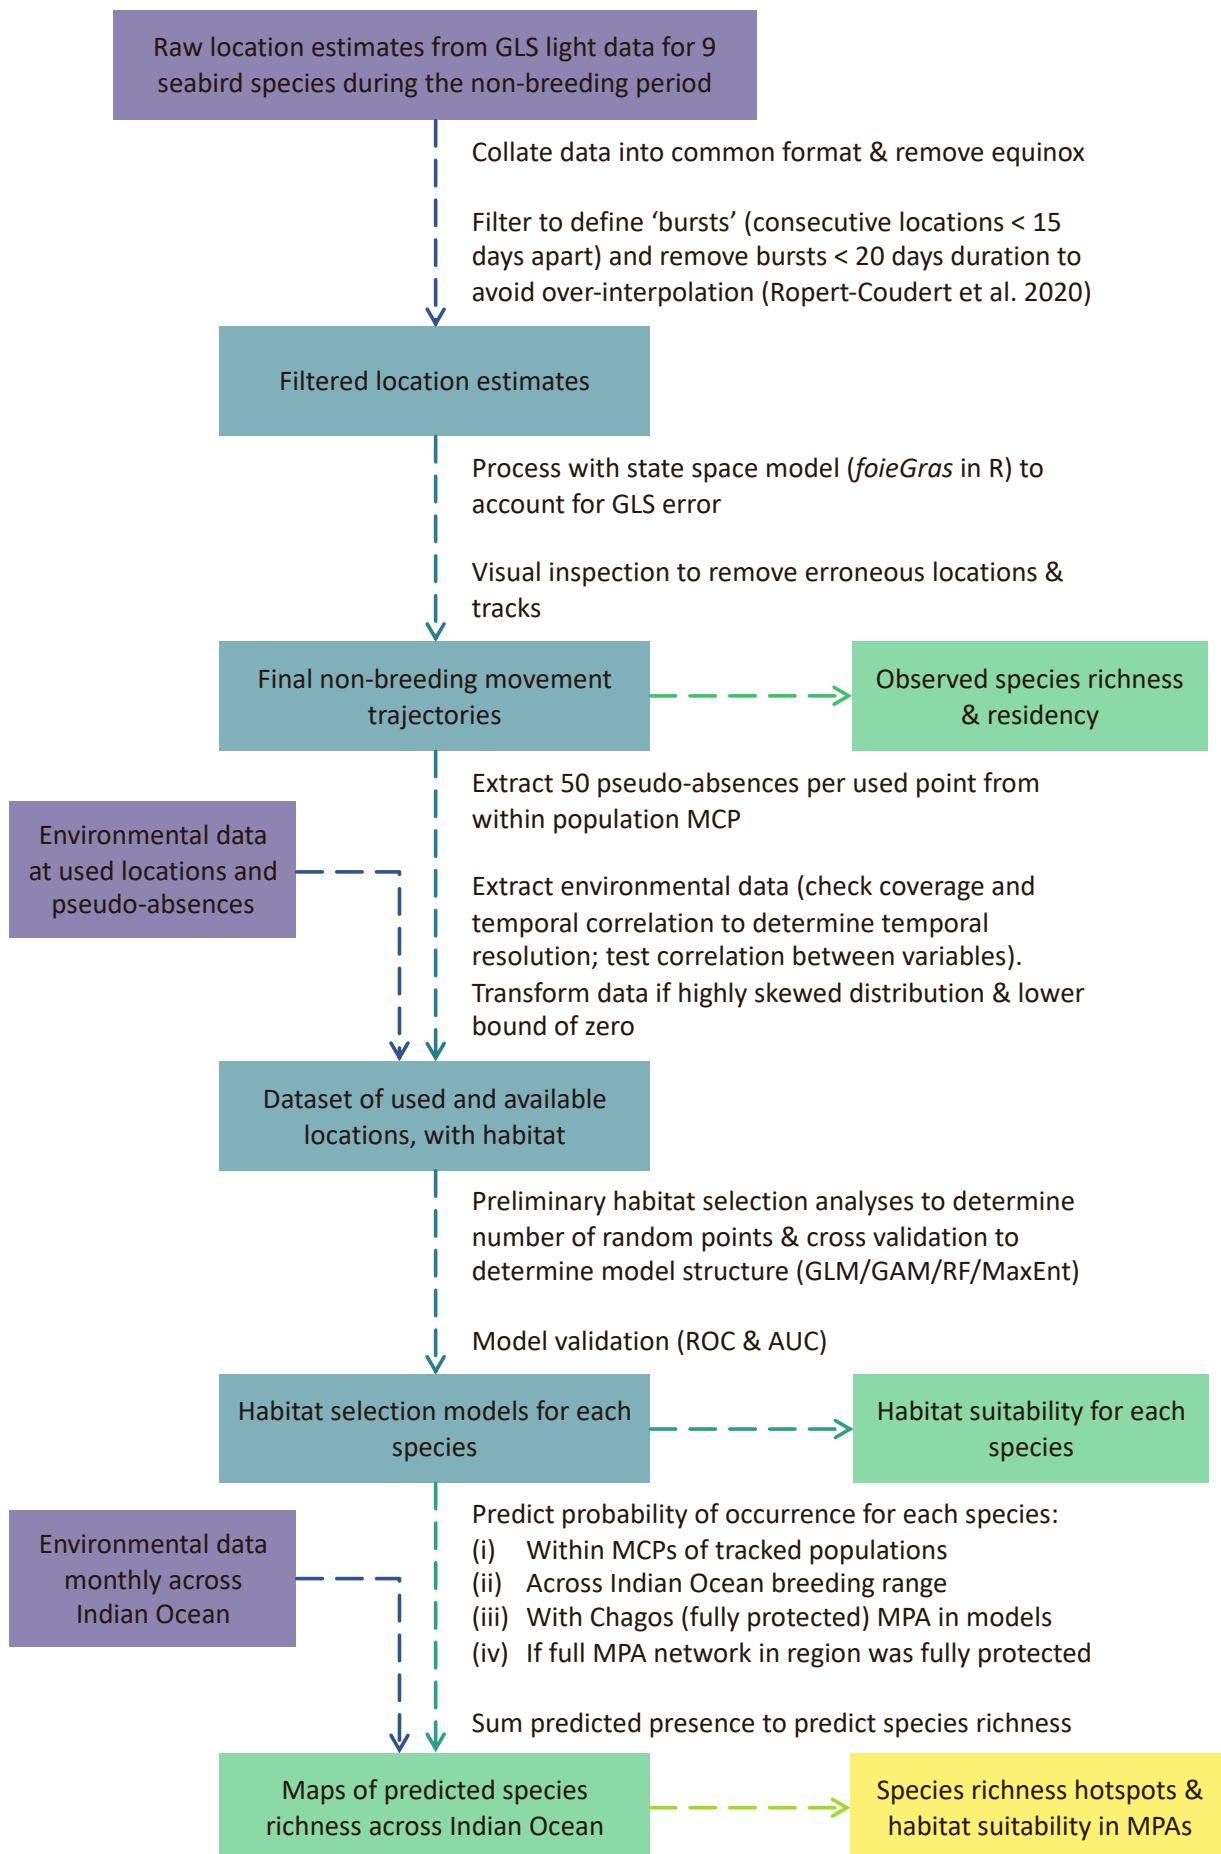 Raw location estimates from GLS light data for 9
seabird species during the non-breeding period
Collate data into common format & remove equinox
Filter to define ‘bursts’ (consecutive locations < 15
days apart) and remove bursts < 20 days duration to
avoid over-interpolation (Ropert-Coudert et al. 2020)
Filtered location estimates
Process with state space model (foieGras in R) to
account for GLS error
Visual inspection to remove erroneous locations &
tracks
Final non-breeding movement
trajectories
Observed species richness
& residency
Extract 50 pseudo-absences per used point from
within population MCP
Environmental data
at used locations and
pseudo-absences
Extract environmental data (check coverage and
temporal correlation to determine temporal
resolution; test correlation between variables).
Transform data if highly skewed distribution & lower
bound of zero
Dataset of used and available
locations, with habitat
Preliminary habitat selection analyses to determine
number of random points & cross validation to
determine model structure (GLM/GAM/RF/MaxEnt)
Model validation (ROC & AUC)
Habitat selection models for each
species
Habitat suitability for each
species
Predict probability of occurrence for each species:
(i) Within MCPs of tracked populations
(ii) Across Indian Ocean breeding range
(iii) With Chagos (fully protected) MPA in models
(iv) If full MPA network in region was fully protected
Environmental data
monthly across
Indian Ocean
Sum predicted presence to predict species richness
Maps of predicted species
richness across Indian Ocean
Species richness hotspots &
habitat suitability in MPAs